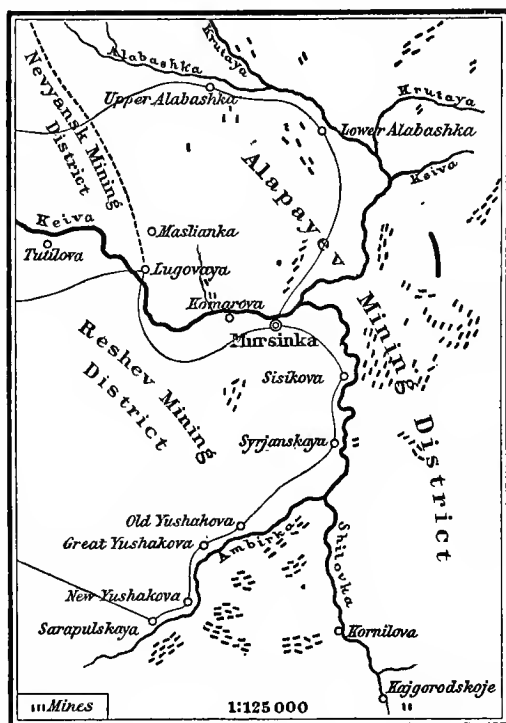 Krutaya
Alabashka
Upper Alabashka
Lower Alabashka
Krutaya
Keiva
Nevyansk Mining
District
Alapay
Keiva
Maslianka
Tutilova
Lugovaya
Komarova
Mursinka
Mining District
Reshev Mining
District
Sisikova
Syrjanskaya
Old Yushakova
Great Yushakova
Ambirka
Shilovka
New Yushakova
Sarapulskaya
Kornilova
Kajgorodskoje
Mines
1:125 000